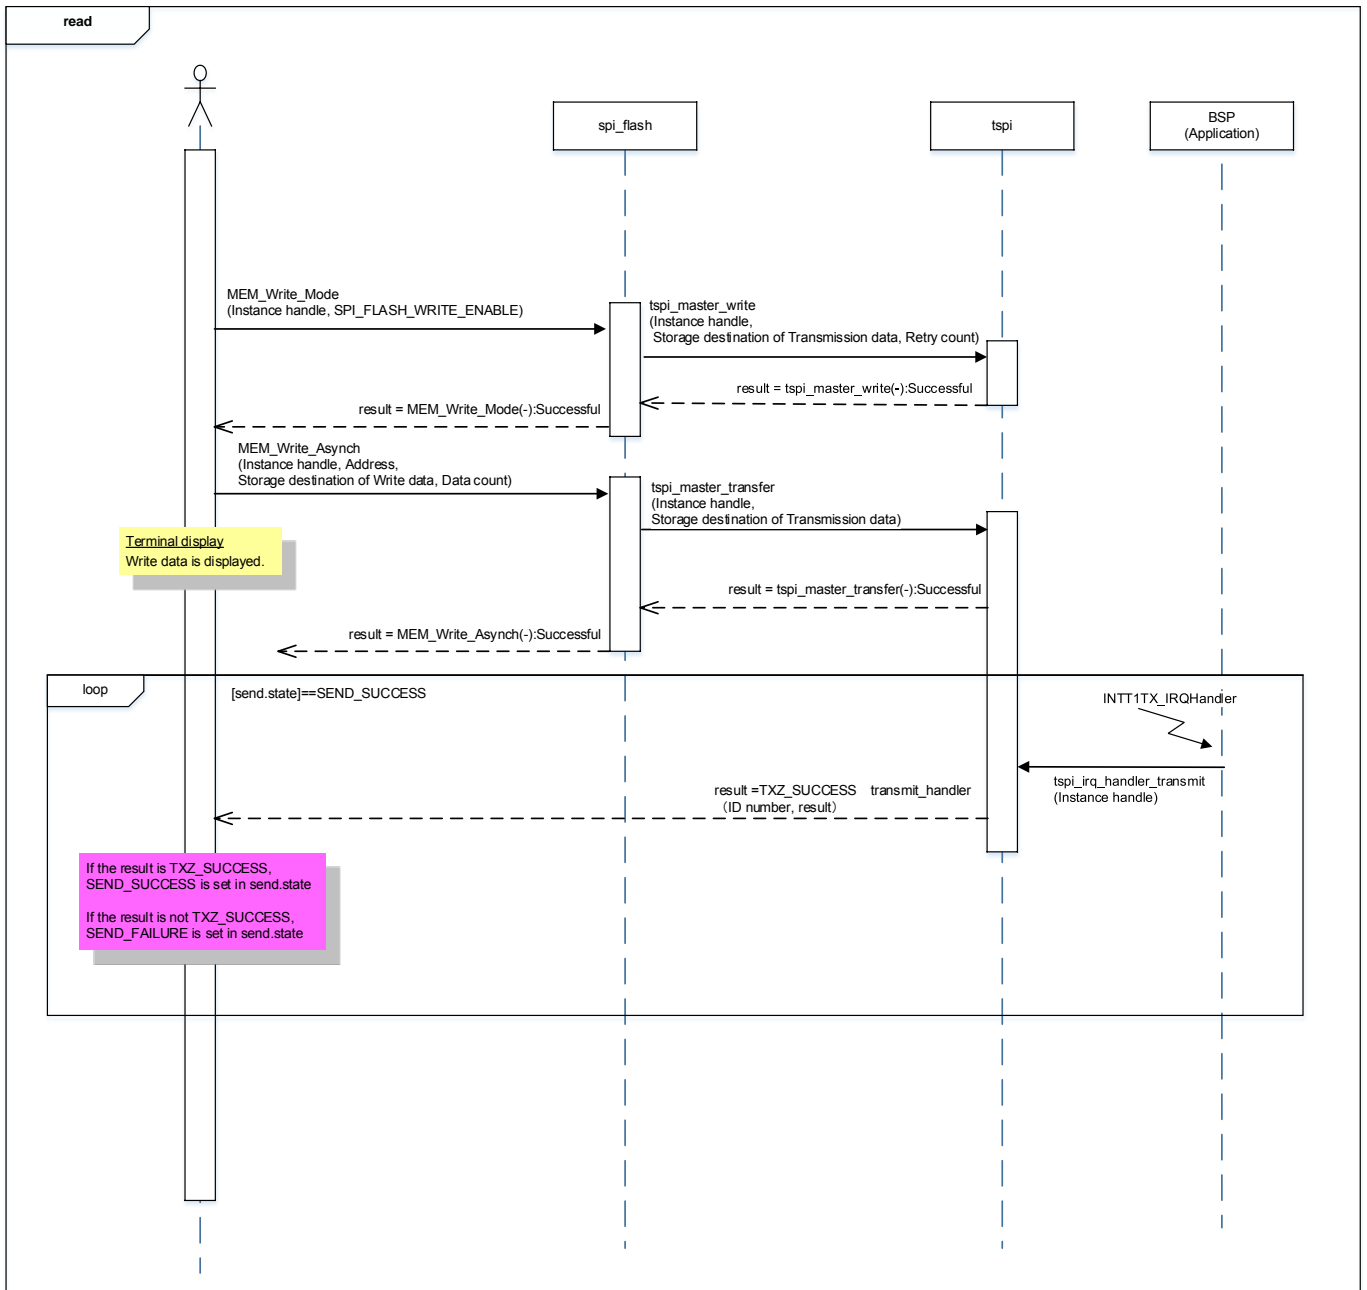 read
spi_flash
tspi
BSP
(Application)
MEM_Write_Mode
(Instance handle, SPI_FLASH_WRITE_ENABLE)
tspi_master_write
(Instance handle,
Storage destination of Transmission data, Retry count)
result = tspi_master_write(-):Successful
result = MEM_Write_Mode(-):Successful
MEM_Write_Asynch
(Instance handle, Address,
Storage destination of Write data, Data count)
tspi_master_transfer
(Instance handle,
Storage destination of Transmission data)
Terminal display
Write data is displayed.
result = tspi_master_transfer(-):Successful
result = MEM_Write_Asynch(-):Successful
loop
[send.state]==SEND_SUCCESS
INTT1TX_IRQHandler
tspi_irq_handler_transmit
(Instance handle)
result =TXZ_SUCCESS transmit_handler
（ID number, result）
If the result is TXZ_SUCCESS,
SEND_SUCCESS is set in send.state
If the result is not TXZ_SUCCESS,
SEND_FAILURE is set in send.state